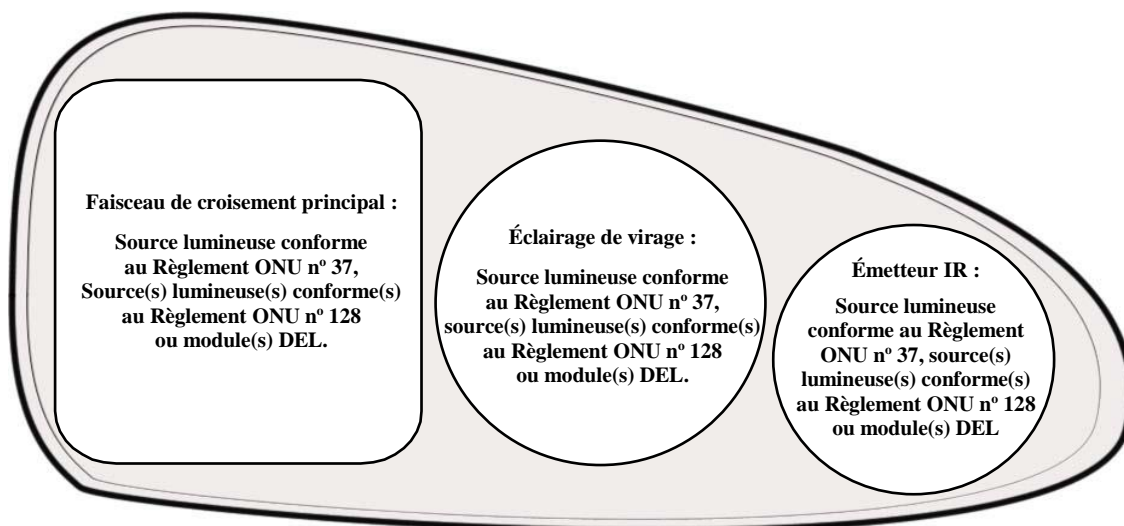 Faisceau de croisement principal :
Source lumineuse conforme
au Règlement ONU nº 37,
Source(s) lumineuse(s) conforme(s)
au Règlement ONU nº 128
ou module(s) DEL.
Éclairage de virage :
Source lumineuse conforme
au Règlement ONU nº 37,
source(s) lumineuse(s) conforme(s)
au Règlement ONU nº 128
ou module(s) DEL.
Émetteur IR :
Source lumineuse
conforme au Règlement
ONU nº 37, source(s)
lumineuse(s) conforme(s)
au Règlement ONU nº 128
ou module(s) DEL